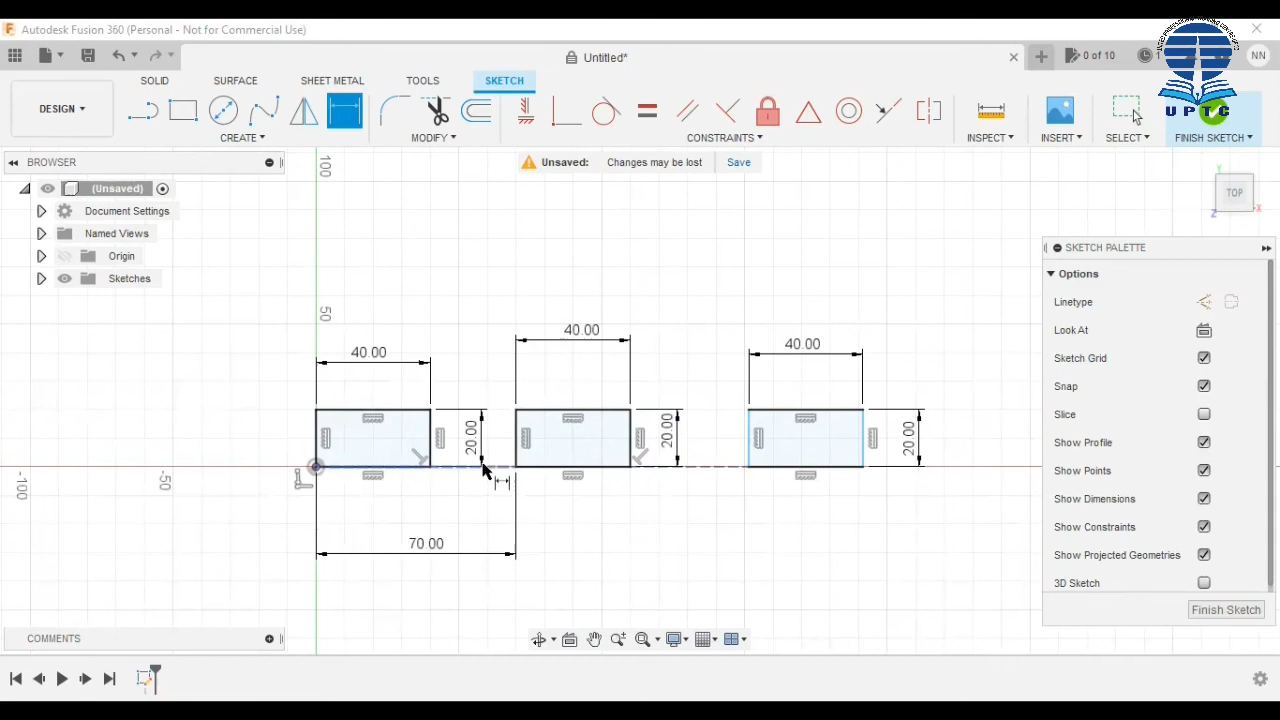 Autodesk Fusion 360 (Personal - Not for Commercial Use)
Untitled*
0 of 10
1
NN
UPTC
SOLID
SURFACE
SHEET METAL
TOOLS
SKETCH
DESIGN
CREATE
MODIFY
CONSTRAINTS
INSPECT
INSERT
SELECT
FINISH SKETCH
BROWSER
Unsaved:
Changes may be lost
Save
(Unsaved)
Document Settings
Named Views
Origin
Sketches
TOP
Y
X
Z
SKETCH PALETTE
Options
Linetype
Look At
Sketch Grid
Snap
Slice
Show Profile
Show Points
Show Dimensions
Show Constraints
Show Projected Geometries
3D Sketch
Finish Sketch
100
50
-50
-100
40.00
40.00
40.00
20.00
20.00
20.00
70.00
COMMENTS